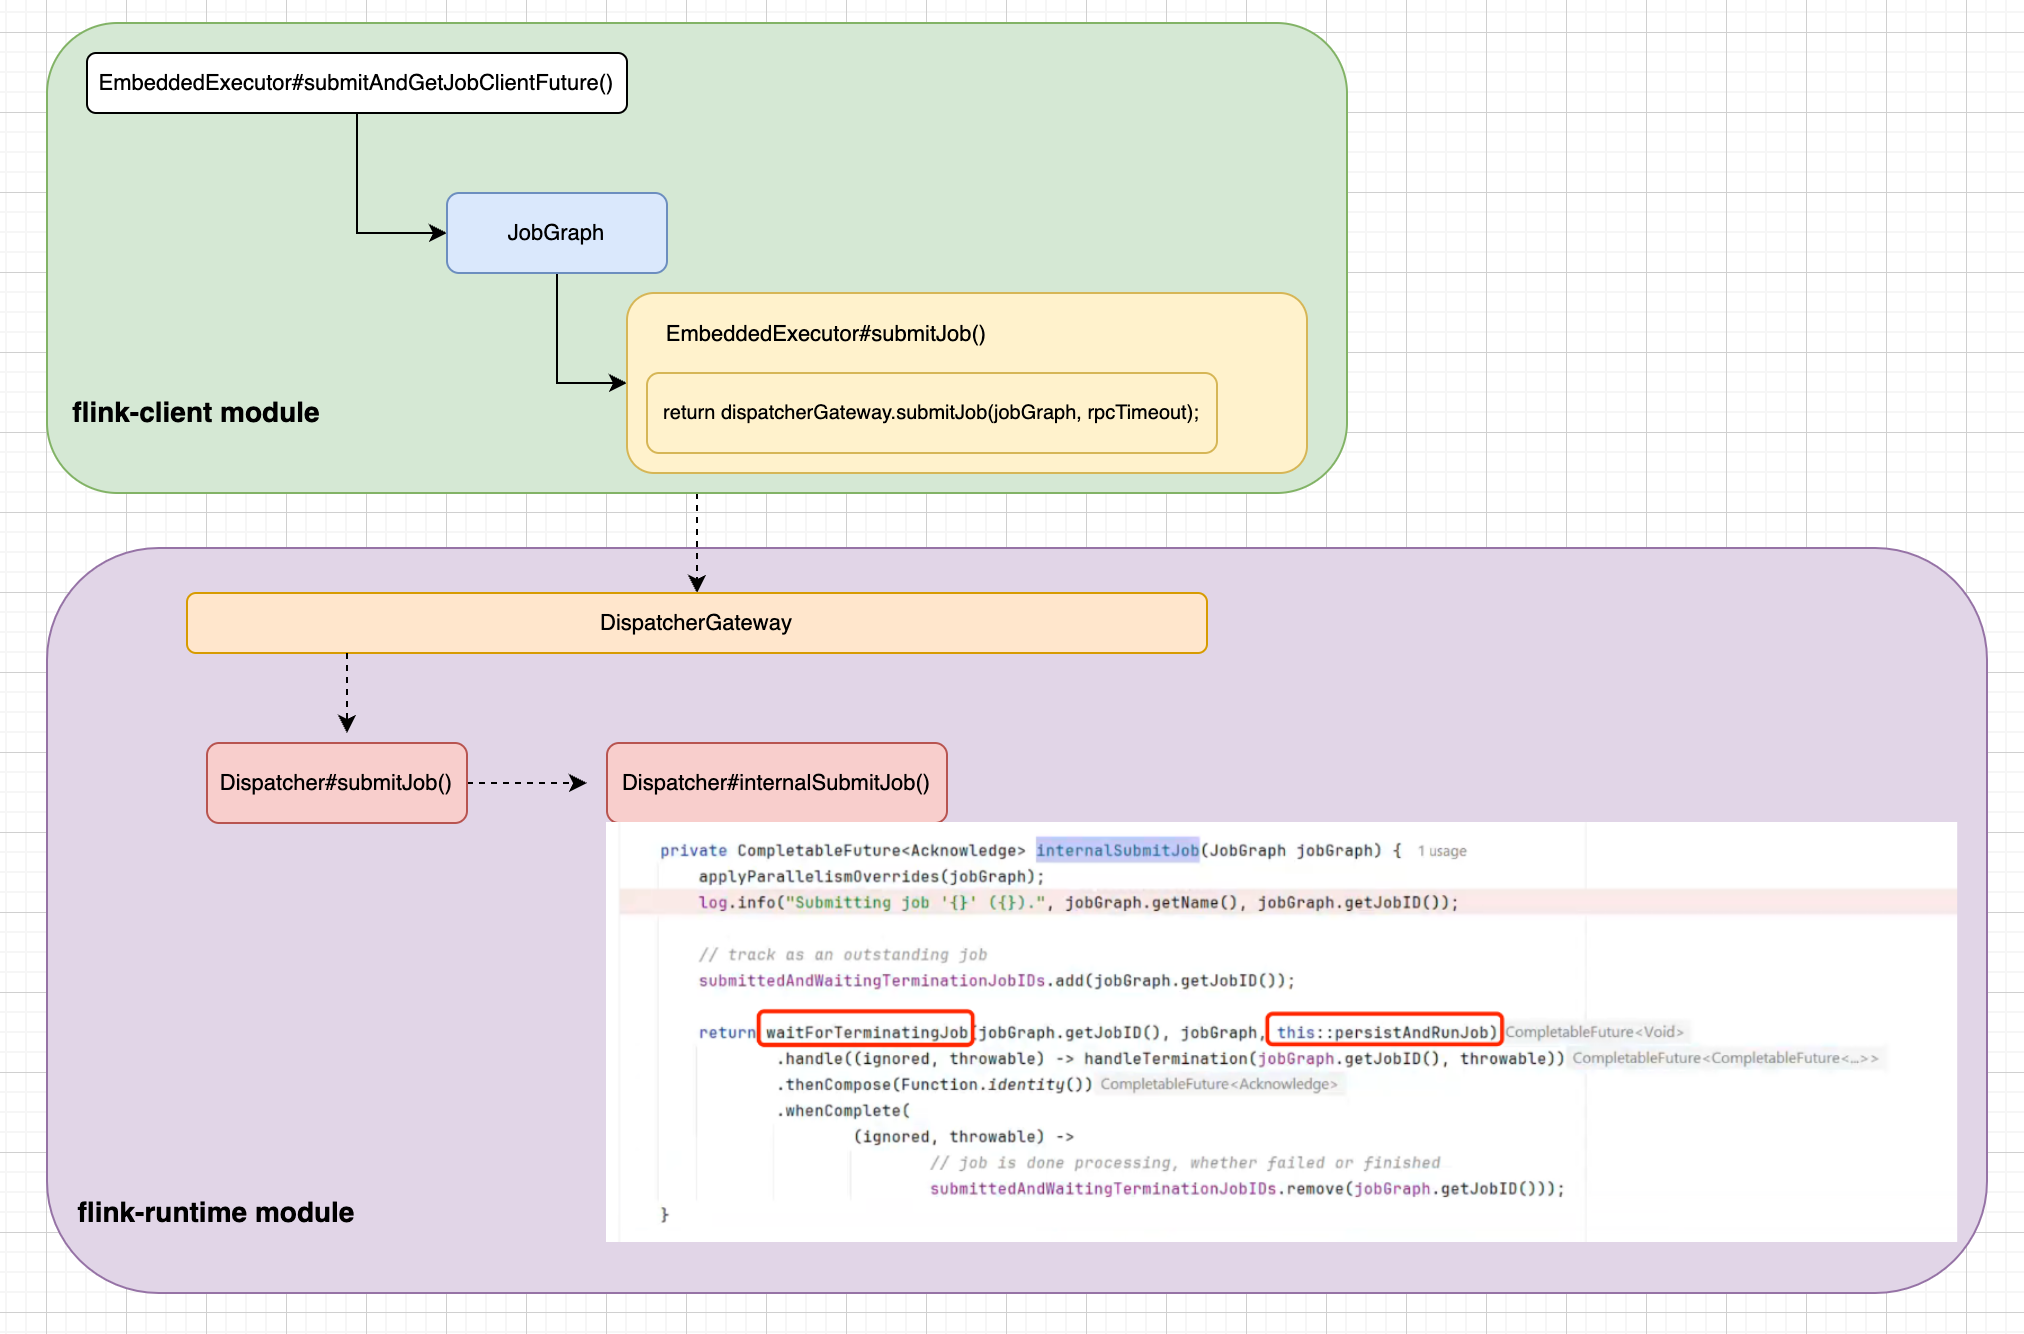 EmbeddedExecutor#submitAndGetJobClientFuture()
JobGraph
EmbeddedExecutor#submitJob()
return dispatcherGateway.submitJob(jobGraph, rpcTimeout);
flink-client module
DispatcherGateway
Dispatcher#submitJob()
Dispatcher#internalSubmitJob()
private CompletableFuture<Acknowledge> internalSubmitJob(JobGraph jobGraph) { 1 usage
applyParallelismOverrides(jobGraph);
log.info("Submitting job '{}' ({}).", jobGraph.getName(), jobGraph.getJobID());
// track as an outstanding job
submittedAndWaitingTerminationJobIDs.add(jobGraph.getJobID());
return waitForTerminatingJob(jobGraph.getJobID(), jobGraph, this::persistAndRunJob) CompletableFuture<Void>
.handle((ignored, throwable) -> handleTermination(jobGraph.getJobID(), throwable)) CompletableFuture<CompletableFuture<...>>
.thenCompose(Function.identity()) CompletableFuture<Acknowledge>
.whenComplete(
(ignored, throwable) ->
// job is done processing, whether failed or finished
submittedAndWaitingTerminationJobIDs.remove(jobGraph.getJobID()));
}
flink-runtime module